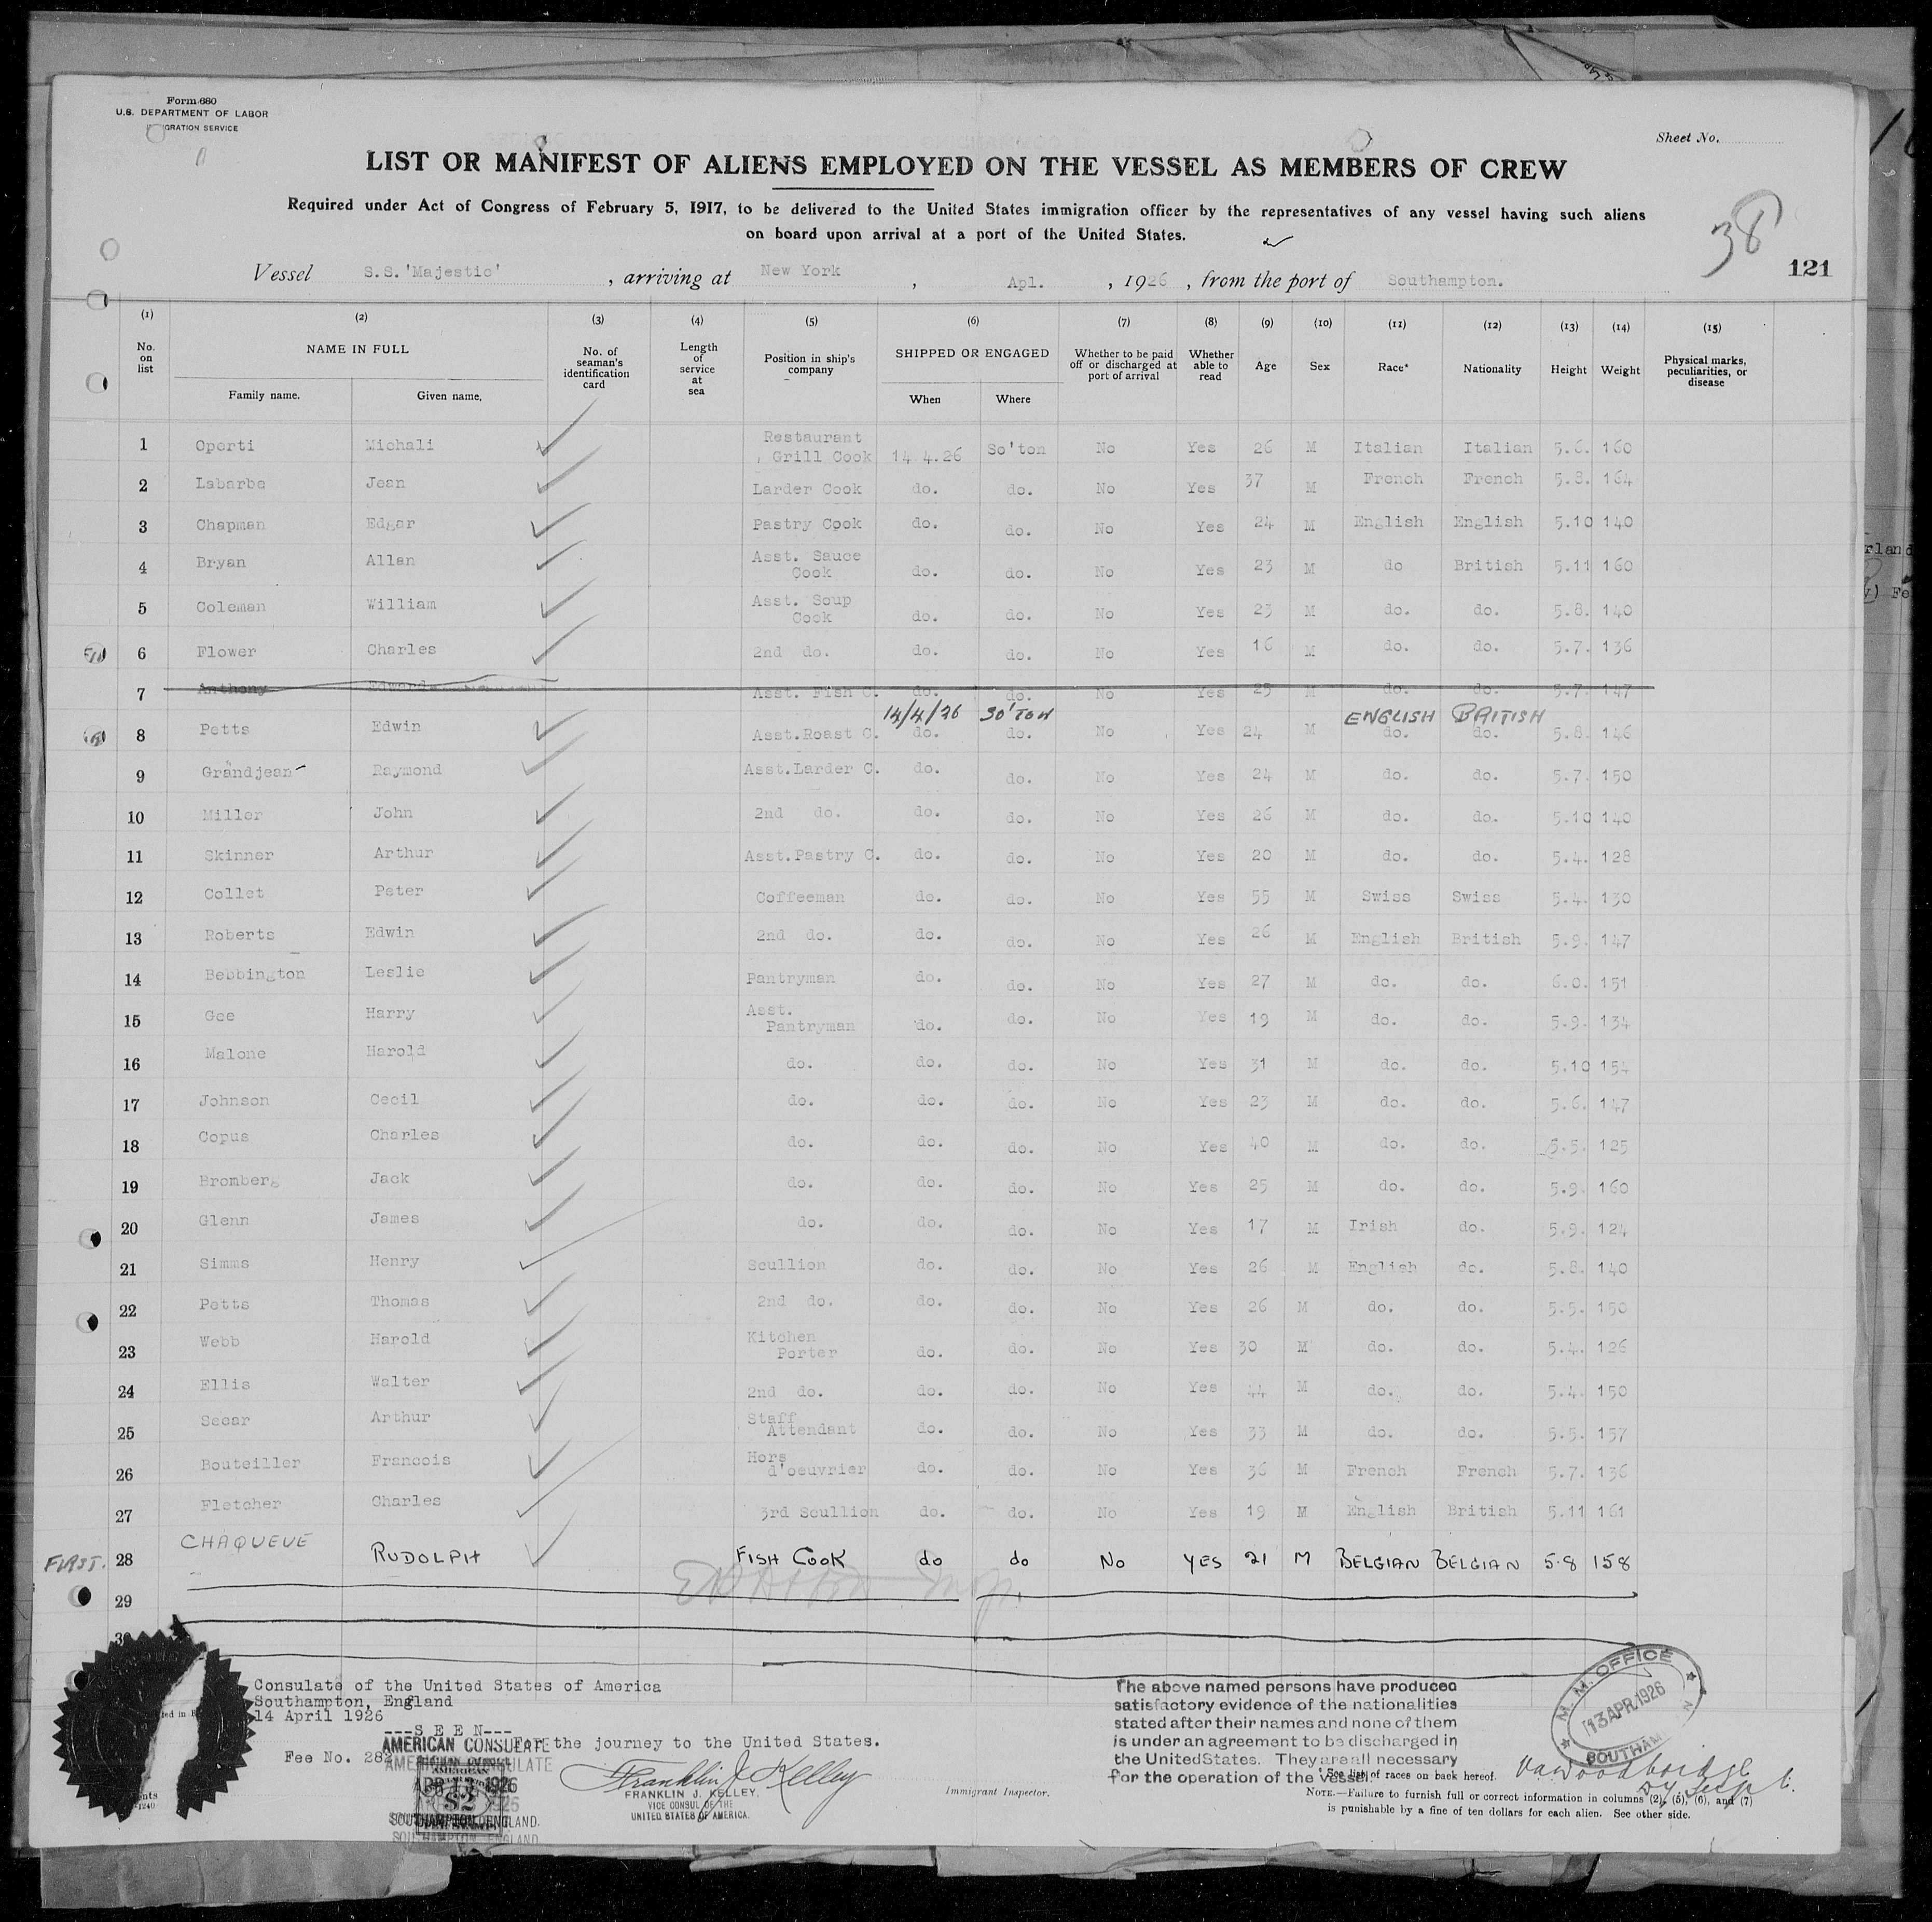 Form 680
U.S. DEPARTMENT OF LABOR
IMMIGRATION SERVICE
Sheet No.
LIST OR MANIFEST OF ALIENS EMPLOYED ON THE VESSEL AS MEMBERS OF CREW
Required under Act of Congress of February 5, 1917, to be delivered to the United States immigration officer by the representatives of any vessel having such aliens
on board upon arrival at a port of the United States.
38
121
Vessel S.S.'Majestic' , arriving at New York , Apl. , 1926 , from the port of Southampton.
(1) (2) (3) (4) (5) (6) (7) (8) (9) (10) (11) (12) (13) (14) (15)
No. on list NAME IN FULL No. of seaman's identification card Length of service at sea Position in ship's company SHIPPED OR ENGAGED Whether to be paid off or discharged at port of arrival Whether able to read Age Sex Race* Nationality Height Weight Physical marks, peculiarities, or disease
Family name. Given name. When Where
1 Operti Michali Restaurant Grill Cook 14 4.26 So'ton No Yes 26 M Italian Italian 5.6. 160
2 Labarbe Jean Larder Cook do. do. No Yes 37 M French French 5.8. 164
3 Chapman Edgar Pastry Cook do. do. No Yes 24 M English English 5.10 140
4 Bryan Allan Asst. Sauce Cook do. do. No Yes 23 M do British 5.11 160
5 Coleman William Asst. Soup Cook do. do. No Yes 23 M do. do. 5.8. 140
6 Flower Charles 2nd do. do. do. No Yes 16 M do. do. 5.7. 136
7 Anthony Edward Asst. Fish C. do. do. No Yes 25 M do. do. 5.7. 147
14/4/26 SO'TON ENGLISH BRITISH
8 Petts Edwin Asst.Roast C. do. do. No Yes 24 M do. do. 5.8. 146
9 Grandjean Raymond Asst.Larder C. do. do. No Yes 24 M do. do. 5.7. 150
10 Miller John 2nd do. do. do. No Yes 26 M do. do. 5.10 140
11 Skinner Arthur Asst.Pastry C. do. do. No Yes 20 M do. do. 5.4. 128
12 Collet Peter Coffeeman do. do. No Yes 55 M Swiss Swiss 5.4. 130
13 Roberts Edwin 2nd do. do. do. No Yes 26 M English British 5.9. 147
14 Bebbington Leslie Pantryman do. do. No Yes 27 M do. do. 6.0. 151
15 Gee Harry Asst. Pantryman do. do. No Yes 19 M do. do. 5.9. 134
16 Malone Harold do. do. do. No Yes 31 M do. do. 5.10 154
17 Johnson Cecil do. do. do. No Yes 23 M do. do. 5.6. 147
18 Copus Charles do. do. do. No Yes 40 M do. do. 5.5. 125
19 Bromberg Jack do. do. do. No Yes 25 M do. do. 5.9. 160
20 Glenn James do. do. do. No Yes 17 M Irish do. 5.9. 124
21 Simms Henry Scullion do. do. No Yes 26 M English do. 5.8. 140
22 Petts Thomas 2nd do. do. do. No Yes 26 M do. do. 5.5. 150
23 Webb Harold Kitchen Porter do. do. No Yes 30 M do. do. 5.4. 126
24 Ellis Walter 2nd do. do. do. No Yes 44 M do. do. 5.4. 150
25 Secar Arthur Staff Attendant do. do. No Yes 33 M do. do. 5.5. 157
26 Bouteiller Francois Hors d'oeuvrier do. do. No Yes 36 M French French 5.7. 136
27 Fletcher Charles 3rd Scullion do. do. No Yes 19 M English British 5.11 161
FIRST. 28 CHAQUEUE RUDOLPH FISH COOK do do No YES 21 M BELGIAN BELGIAN 5.8 158
29
30
Consulate of the United States of America
Southampton, England
14 April 1926
---S E E N---
For the journey to the United States.
Fee No. 282
AMERICAN CONSULATE
APR 13 1926
$2
SOUTHAMPTON, ENGLAND.
Franklin J. Kelley
FRANKLIN J. KELLEY,
VICE CONSUL OF THE
UNITED STATES OF AMERICA.
Immigrant Inspector.
The above named persons have produced
satisfactory evidence of the nationalities
stated after their names and none of them
is under an agreement to be discharged in
the United States. They are all necessary
for the operation of the vessel.
M. M. OFFICE
13 APR 1926
SOUTHAMPTON
* See list of races on back hereof.
NOTE.—Failure to furnish full or correct information in columns (2), (5), (6), and (7)
is punishable by a fine of ten dollars for each alien. See other side.